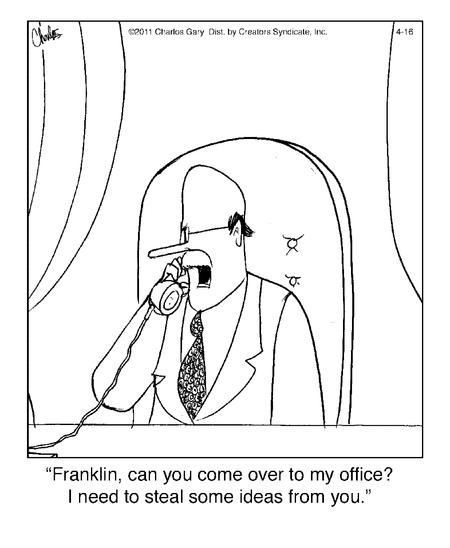 Charles
©2011 Charlos Gary Dist. by Creators Syndicate, Inc.
4-16
“Franklin, can you come over to my office?
I need to steal some ideas from you.”